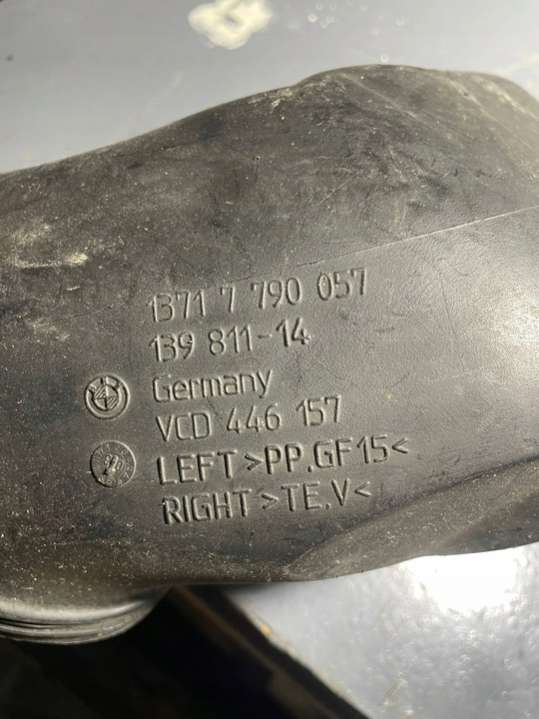 1371 7 790 057
139 811-14
Germany
VCD 446 157
LEFT >PP.GF15<
RIGHT >TE.V<